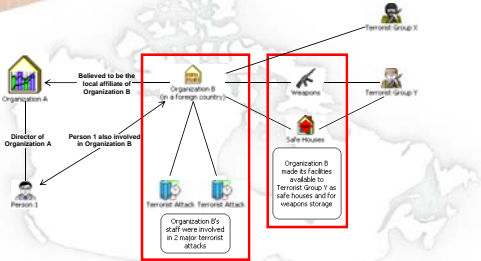 Terrorist Group X
Believed to be the
local affiliate of
Organization B
Organization A
Organization B
(in a foreign country)
Weapons
Terrorist Group Y
Director of
Organization A
Person 1 also involved
in Organization B
Safe Houses
Organization B
made its facilities
available to
Terrorist Group Y as
safe houses and for
weapons storage
Person 1
Terrorist Attack
Terrorist Attack
Organization B's
staff were involved
in 2 major terrorist
attacks